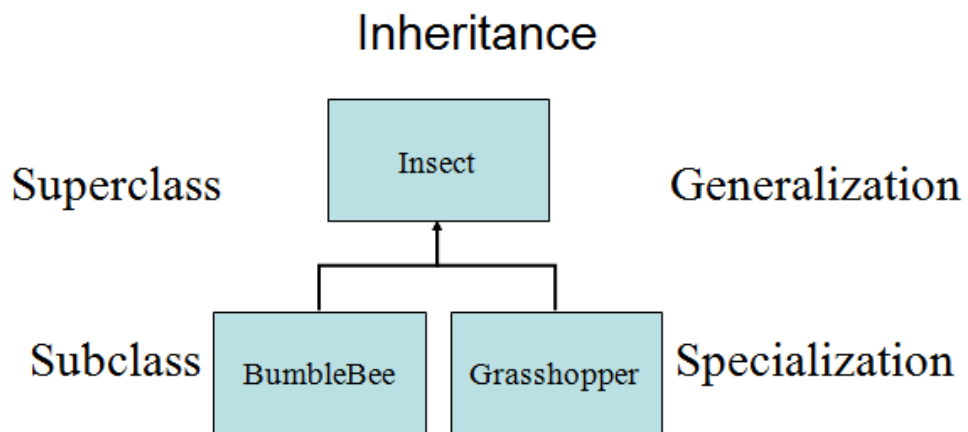 Inheritance
Insect
Superclass
Generalization
Subclass
BumbleBee
Grasshopper
Specialization